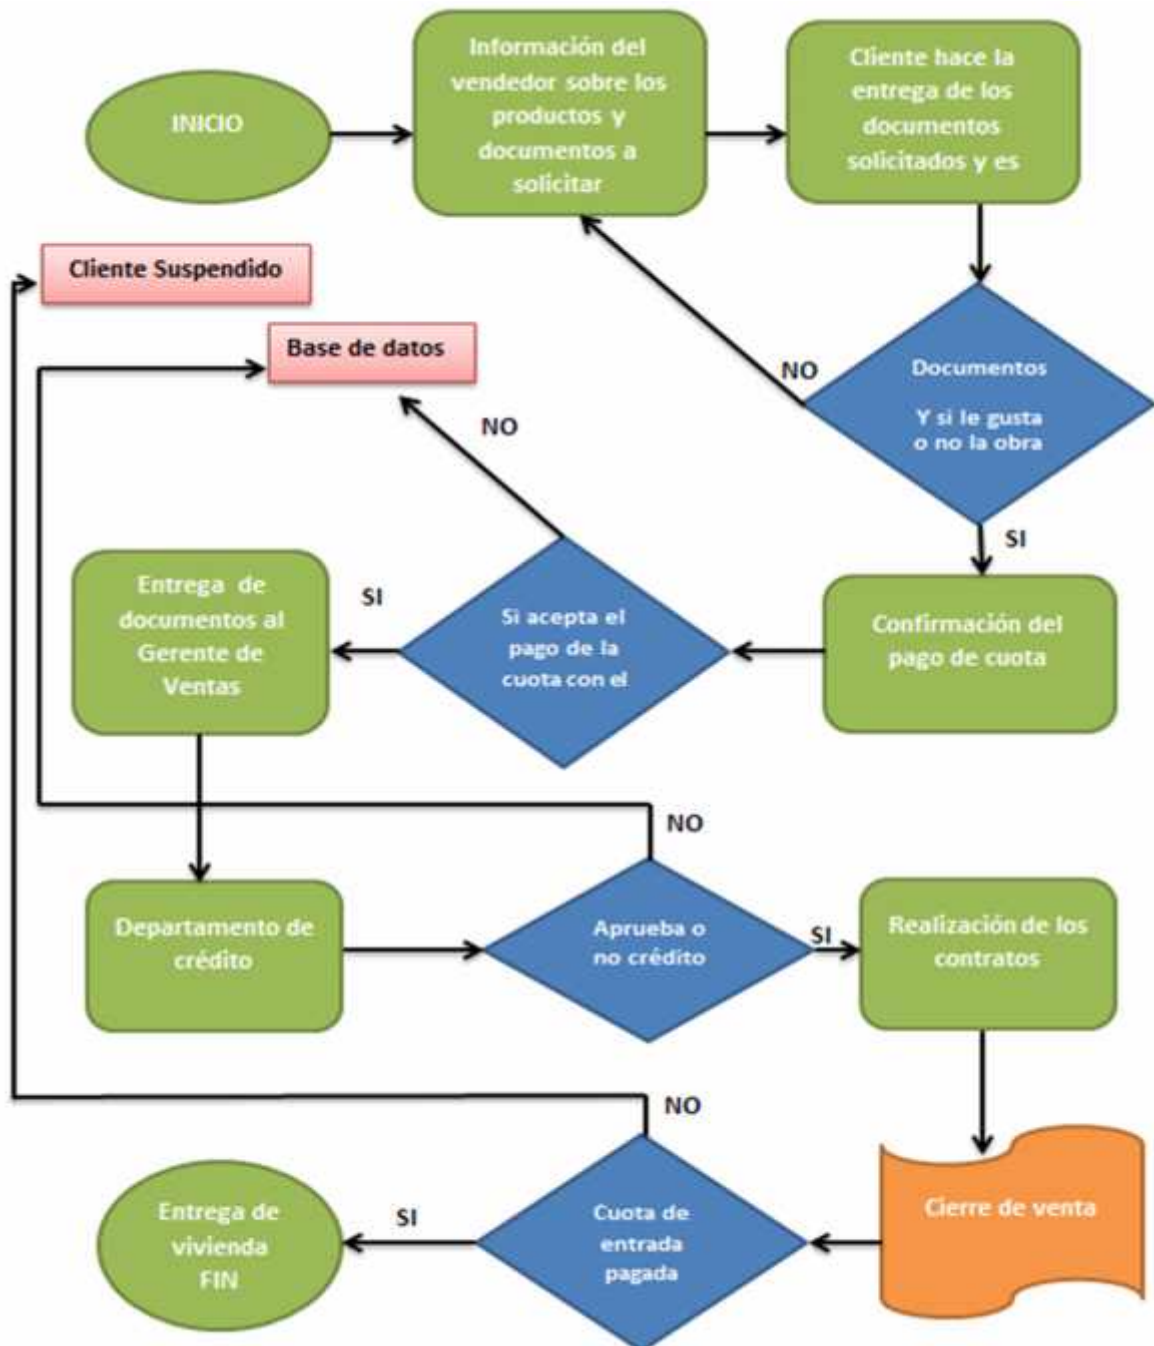 INICIO
Información del
vendedor sobre los
productos y
documentos a
solicitar
Cliente hace la
entrega de los
documentos
solicitados y es
Cliente Suspendido
Base de datos
NO
Documentos
Y si le gusta
o no la obra
NO
SI
Entrega de
documentos al
Gerente de
Ventas
SI
Si acepta el
pago de la
cuota con el
Confirmación del
pago de cuota
NO
Departamento de
crédito
Aprueba o
no crédito
SI
Realización de los
contratos
NO
Entrega de
vivienda
FIN
SI
Cuota de
entrada
pagada
Cierre de venta